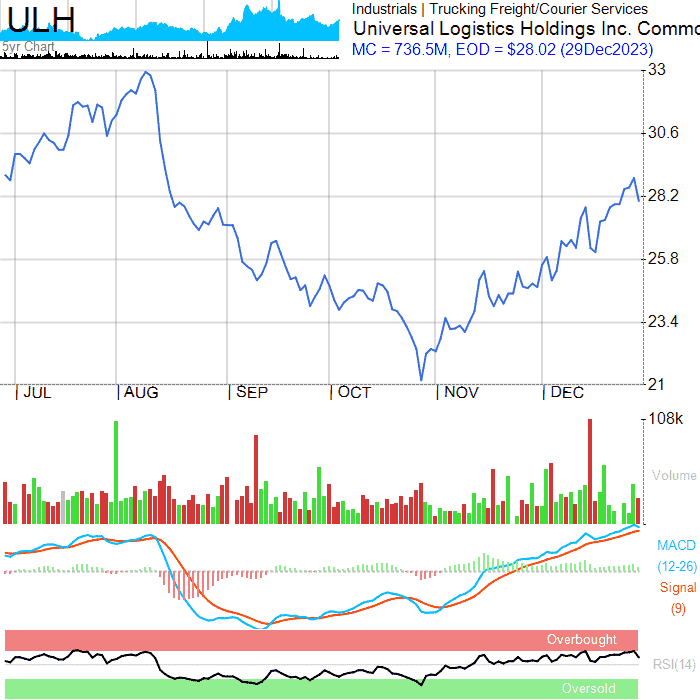 ULH
5yr Chart
Industrials | Trucking Freight/Courier Services
Universal Logistics Holdings Inc. Commo
MC = 736.5M, EOD = $28.02 (29Dec2023)
33
30.6
28.2
25.8
23.4
21
JUL AUG SEP OCT NOV DEC
108k
Volume
MACD
(12-26)
Signal
(9)
Overbought
RSI(14)
Oversold